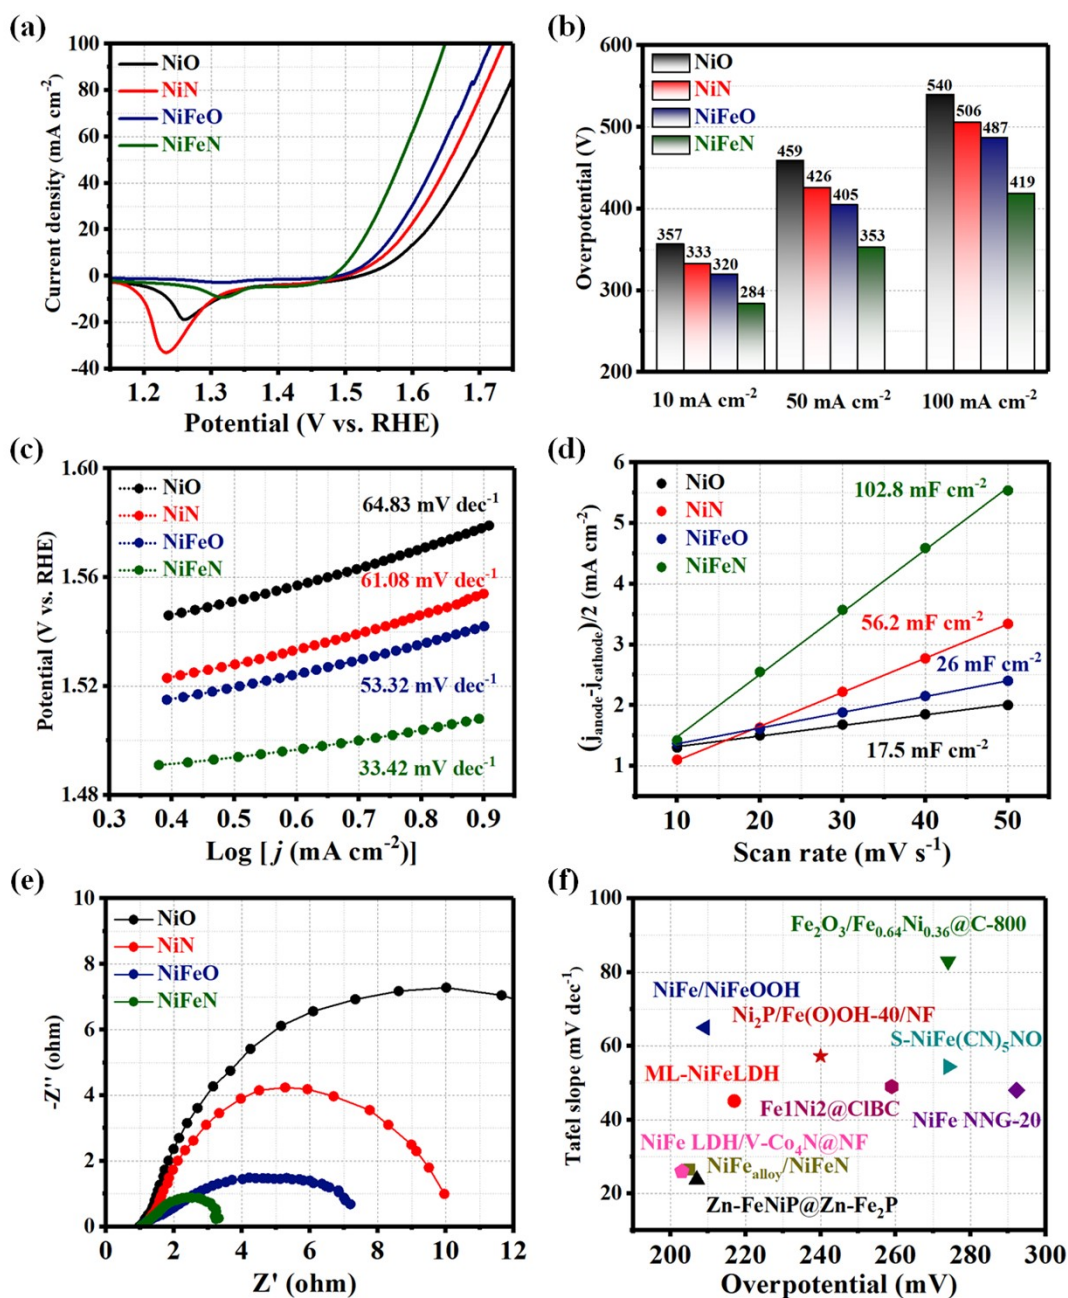 (a)
NiO
NiN
NiFeO
NiFeN
100
80
60
40
20
0
-20
-40
Current density (mA cm⁻²)
1.2 1.3 1.4 1.5 1.6 1.7
Potential (V vs. RHE)
(b)
NiO
NiN
NiFeO
NiFeN
600
500
400
300
200
Overpotential (V)
357 333 320 284
459 426 405 353
540 506 487 419
10 mA cm⁻² 50 mA cm⁻² 100 mA cm⁻²
(c)
NiO
NiN
NiFeO
NiFeN
64.83 mV dec⁻¹
61.08 mV dec⁻¹
53.32 mV dec⁻¹
33.42 mV dec⁻¹
1.60
1.56
1.52
1.48
Potential (V vs. RHE)
0.3 0.4 0.5 0.6 0.7 0.8 0.9
Log [ j (mA cm⁻²)]
(d)
NiO
NiN
NiFeO
NiFeN
102.8 mF cm⁻²
56.2 mF cm⁻²
26 mF cm⁻²
17.5 mF cm⁻²
6
5
4
3
2
1
(jₐₙₒdₑ-j꜀ₐₜₕₒdₑ)/2 (mA cm⁻²)
10 20 30 40 50
Scan rate (mV s⁻¹)
(e)
NiO
NiN
NiFeO
NiFeN
10
8
6
4
2
0
-Z'' (ohm)
2 4 6 8 10 12
Z' (ohm)
(f)
Fe₂O₃/Fe₀.₆₄Ni₀.₃₆@C-800
NiFe/NiFeOOH
Ni₂P/Fe(O)OH-40/NF
S-NiFe(CN)₅NO
ML-NiFeLDH
Fe1Ni2@ClBC
NiFe NNG-20
NiFe LDH/V-Co₄N@NF
NiFeₐₗₗₒy/NiFeN
Zn-FeNiP@Zn-Fe₂P
100
80
60
40
20
Tafel slope (mV dec⁻¹)
200 220 240 260 280 300
Overpotential (mV)